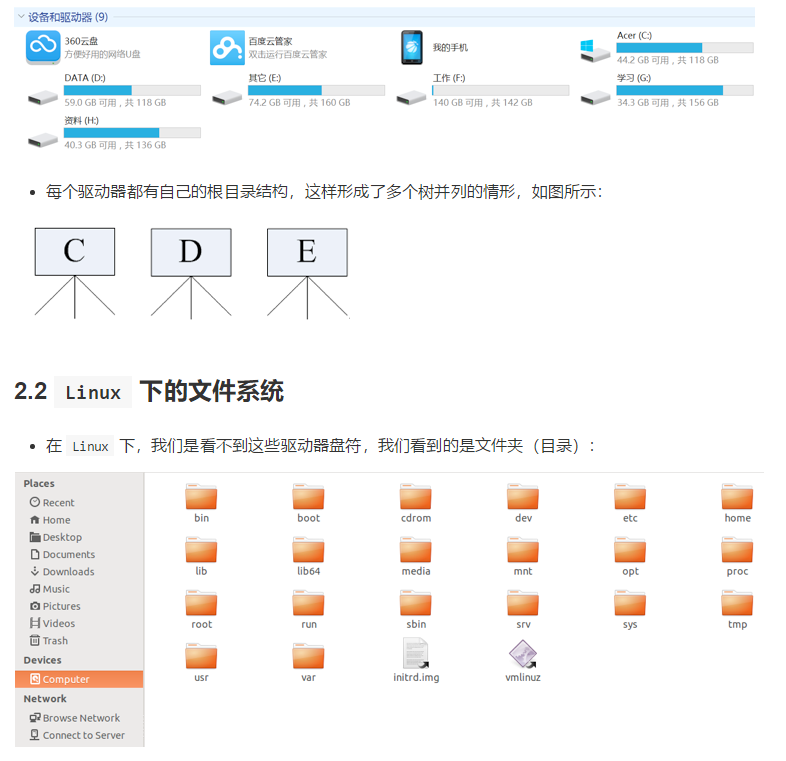 设备和驱动器 (9)
360云盘
方便好用的网络U盘
百度云管家
双击运行百度云管家
我的手机
Acer (C:)
44.2 GB 可用，共 118 GB
DATA (D:)
59.0 GB 可用，共 118 GB
其它 (E:)
74.2 GB 可用，共 160 GB
工作 (F:)
140 GB 可用，共 142 GB
学习 (G:)
34.3 GB 可用，共 156 GB
资料 (H:)
40.3 GB 可用，共 136 GB
• 每个驱动器都有自己的根目录结构，这样形成了多个树并列的情形，如图所示：
C D E
2.2 Linux 下的文件系统
• 在 Linux 下，我们是看不到这些驱动器盘符，我们看到的是文件夹（目录）：
Places
Recent
Home
Desktop
Documents
Downloads
Music
Pictures
Videos
Trash
Devices
Computer
Network
Browse Network
Connect to Server
bin boot cdrom dev etc home
lib lib64 media mnt opt proc
root run sbin srv sys tmp
usr var initrd.img vmlinuz